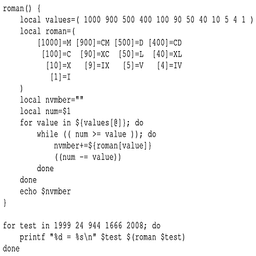 roman() {
    local values=( 1000 900 500 400 100 90 50 40 10 5 4 1 )
    local roman=(
        [1000]=M [900]=CM [500]=D [400]=CD
         [100]=C  [90]=XC  [50]=L  [40]=XL
          [10]=X   [9]=IX   [5]=V   [4]=IV
           [1]=I
    )
    local nvmber=""
    local num=$1
    for value in ${values[@]}; do
        while (( num >= value )); do
            nvmber+=${roman[value]}
            ((num -= value))
        done
    done
    echo $nvmber
}

for test in 1999 24 944 1666 2008; do
    printf "%d = %s\n" $test $(roman $test)
done